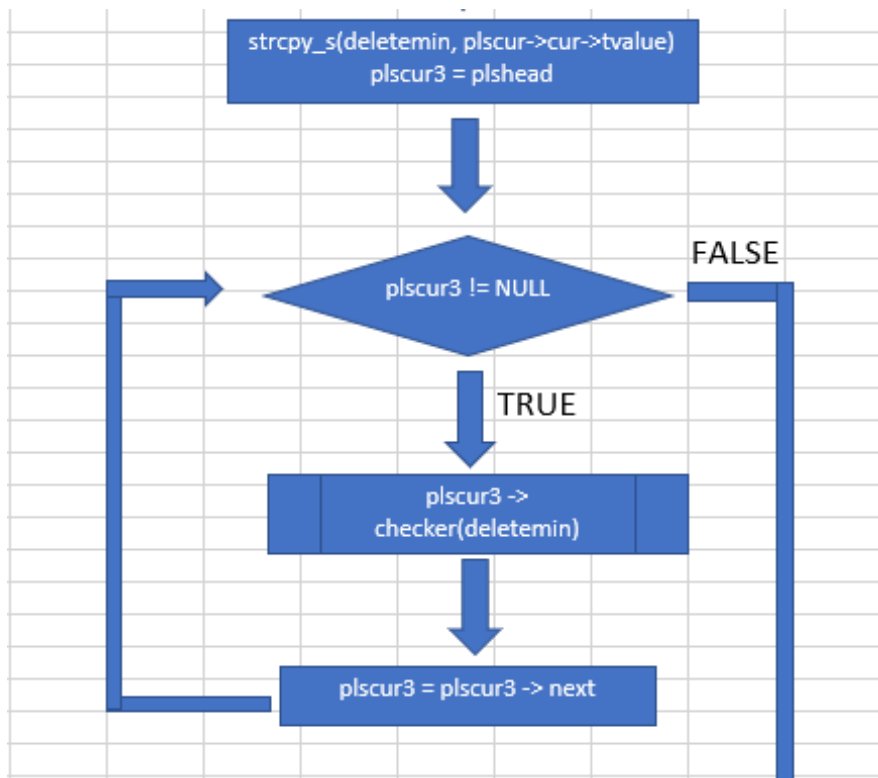 strcpy_s(deletemin, plscur->cur->tvalue)
plscur3 = plshead
plscur3 != NULL
FALSE
TRUE
plscur3 ->
checker(deletemin)
plscur3 = plscur3 -> next